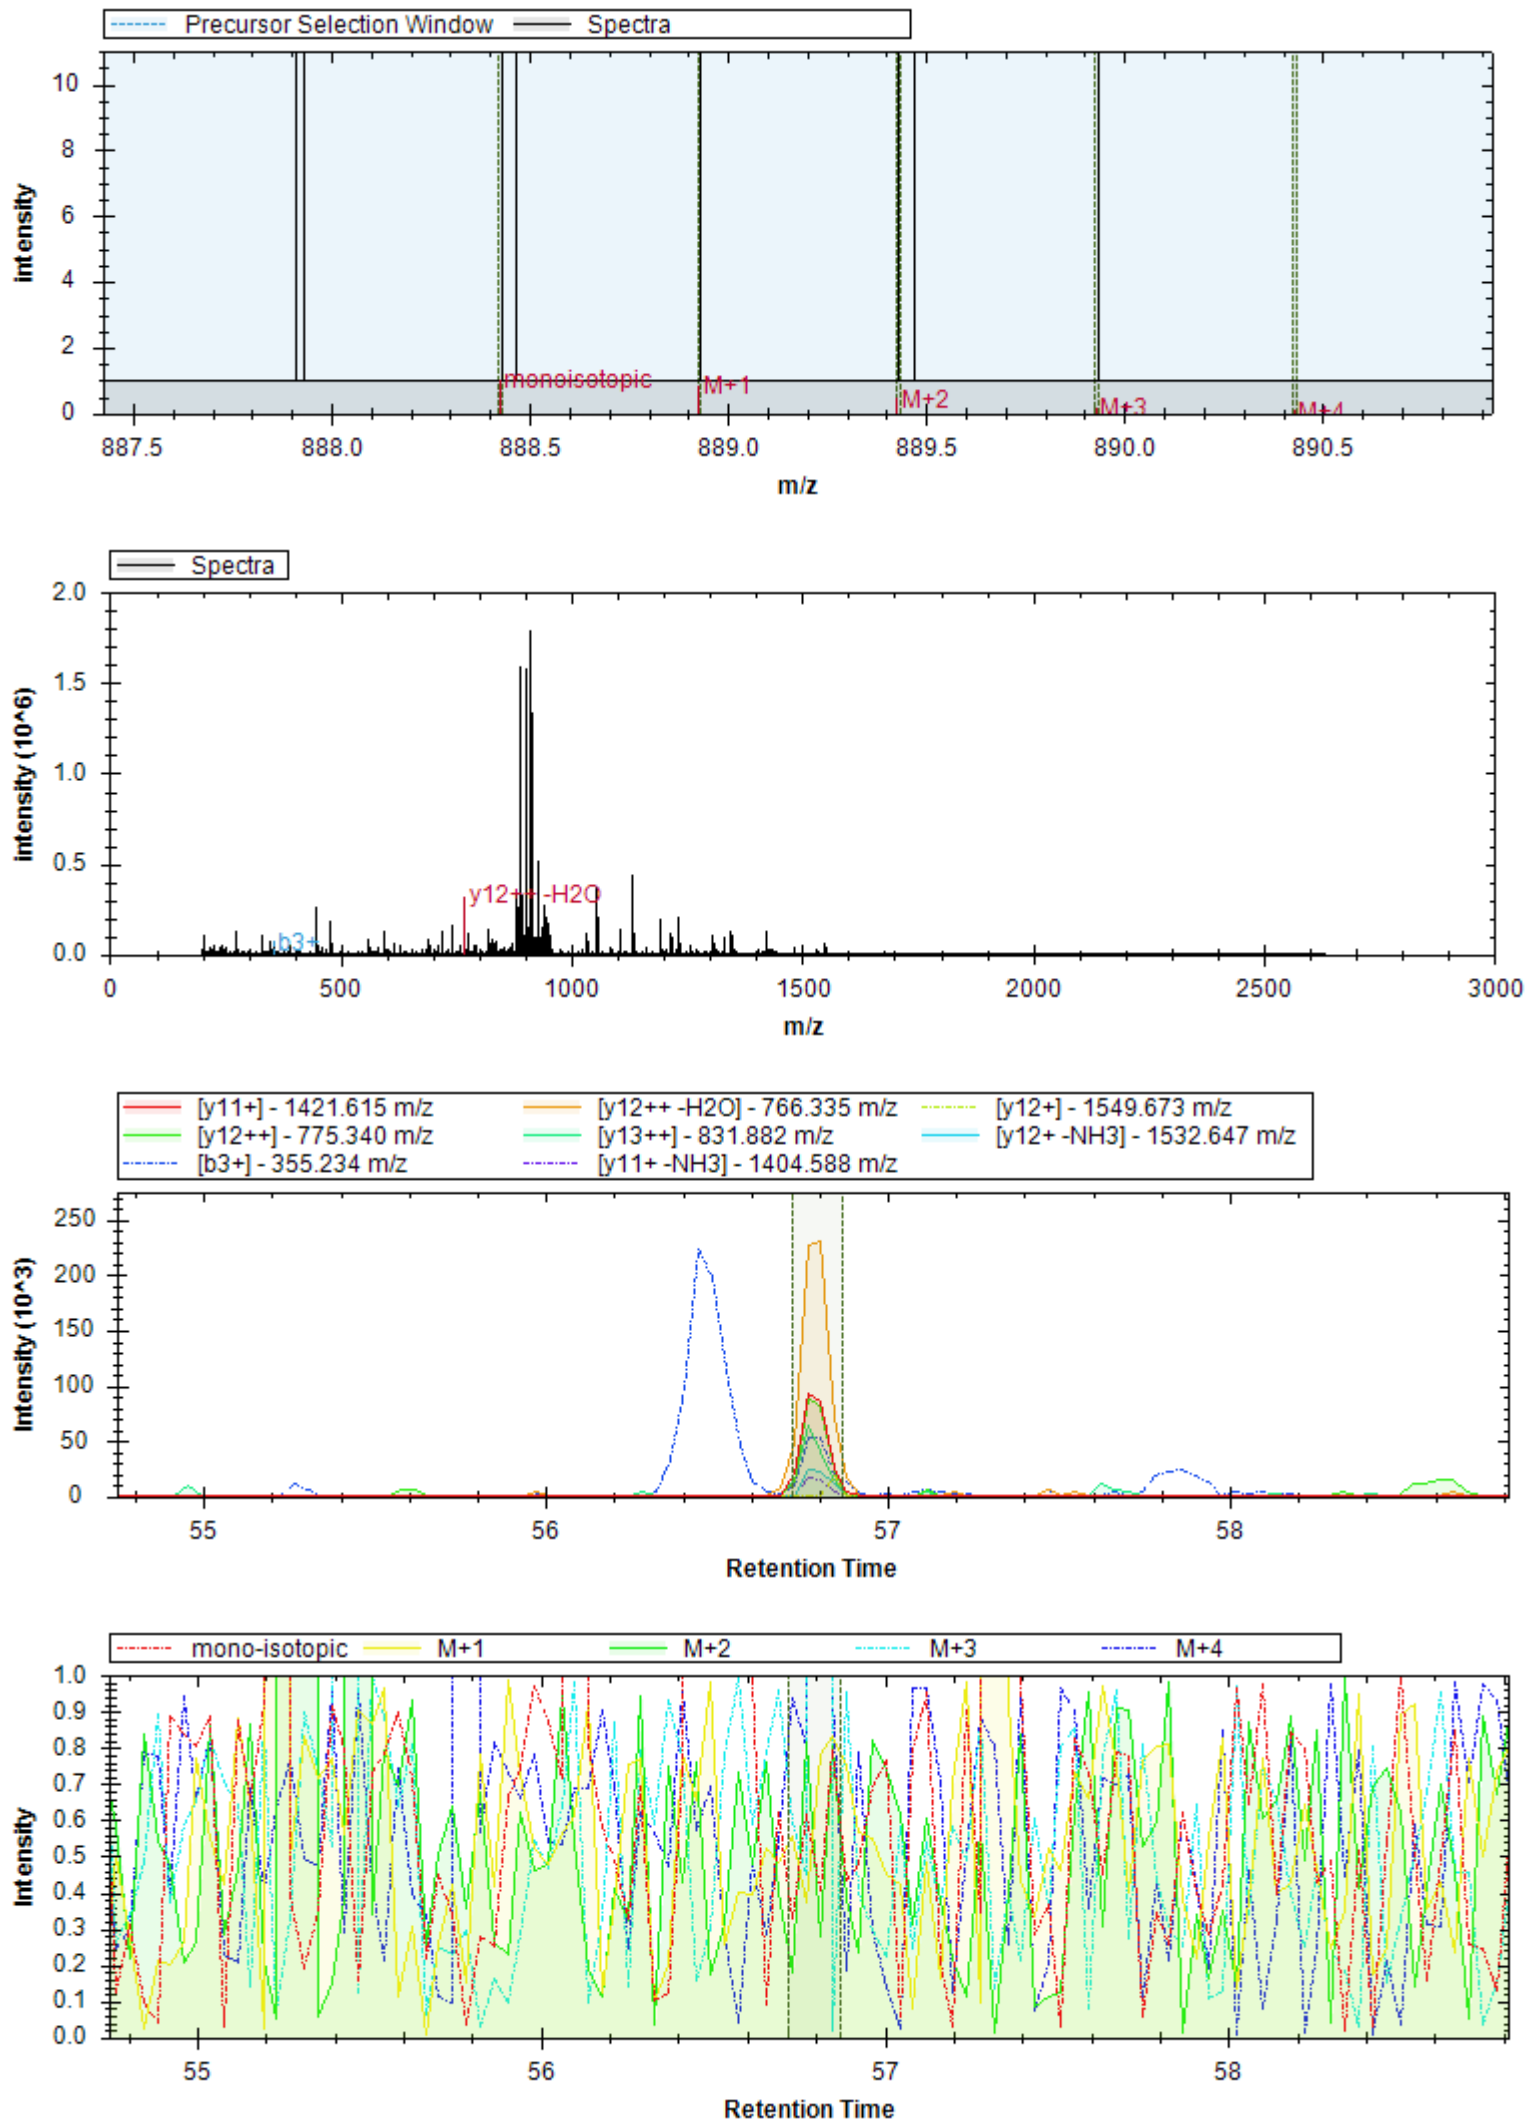 Precursor Selection Window Spectra
10
8
6
4
2
0
intensity
monoisotopic M+1 M+2 M+3 M+4
887.5 888.0 888.5 889.0 889.5 890.0 890.5
m/z
Spectra
2.0
1.5
1.0
0.5
0.0
intensity (10^6)
y12++ -H2O
b3+
0 500 1000 1500 2000 2500 3000
m/z
[y11+] - 1421.615 m/z [y12++ -H2O] - 766.335 m/z [y12+] - 1549.673 m/z
[y12++] - 775.340 m/z [y13++] - 831.882 m/z [y12+ -NH3] - 1532.647 m/z
[b3+] - 355.234 m/z [y11+ -NH3] - 1404.588 m/z
250
200
150
100
50
0
Intensity (10^3)
55 56 57 58
Retention Time
mono-isotopic M+1 M+2 M+3 M+4
1.0
0.9
0.8
0.7
0.6
0.5
0.4
0.3
0.2
0.1
0.0
Intensity
55 56 57 58
Retention Time